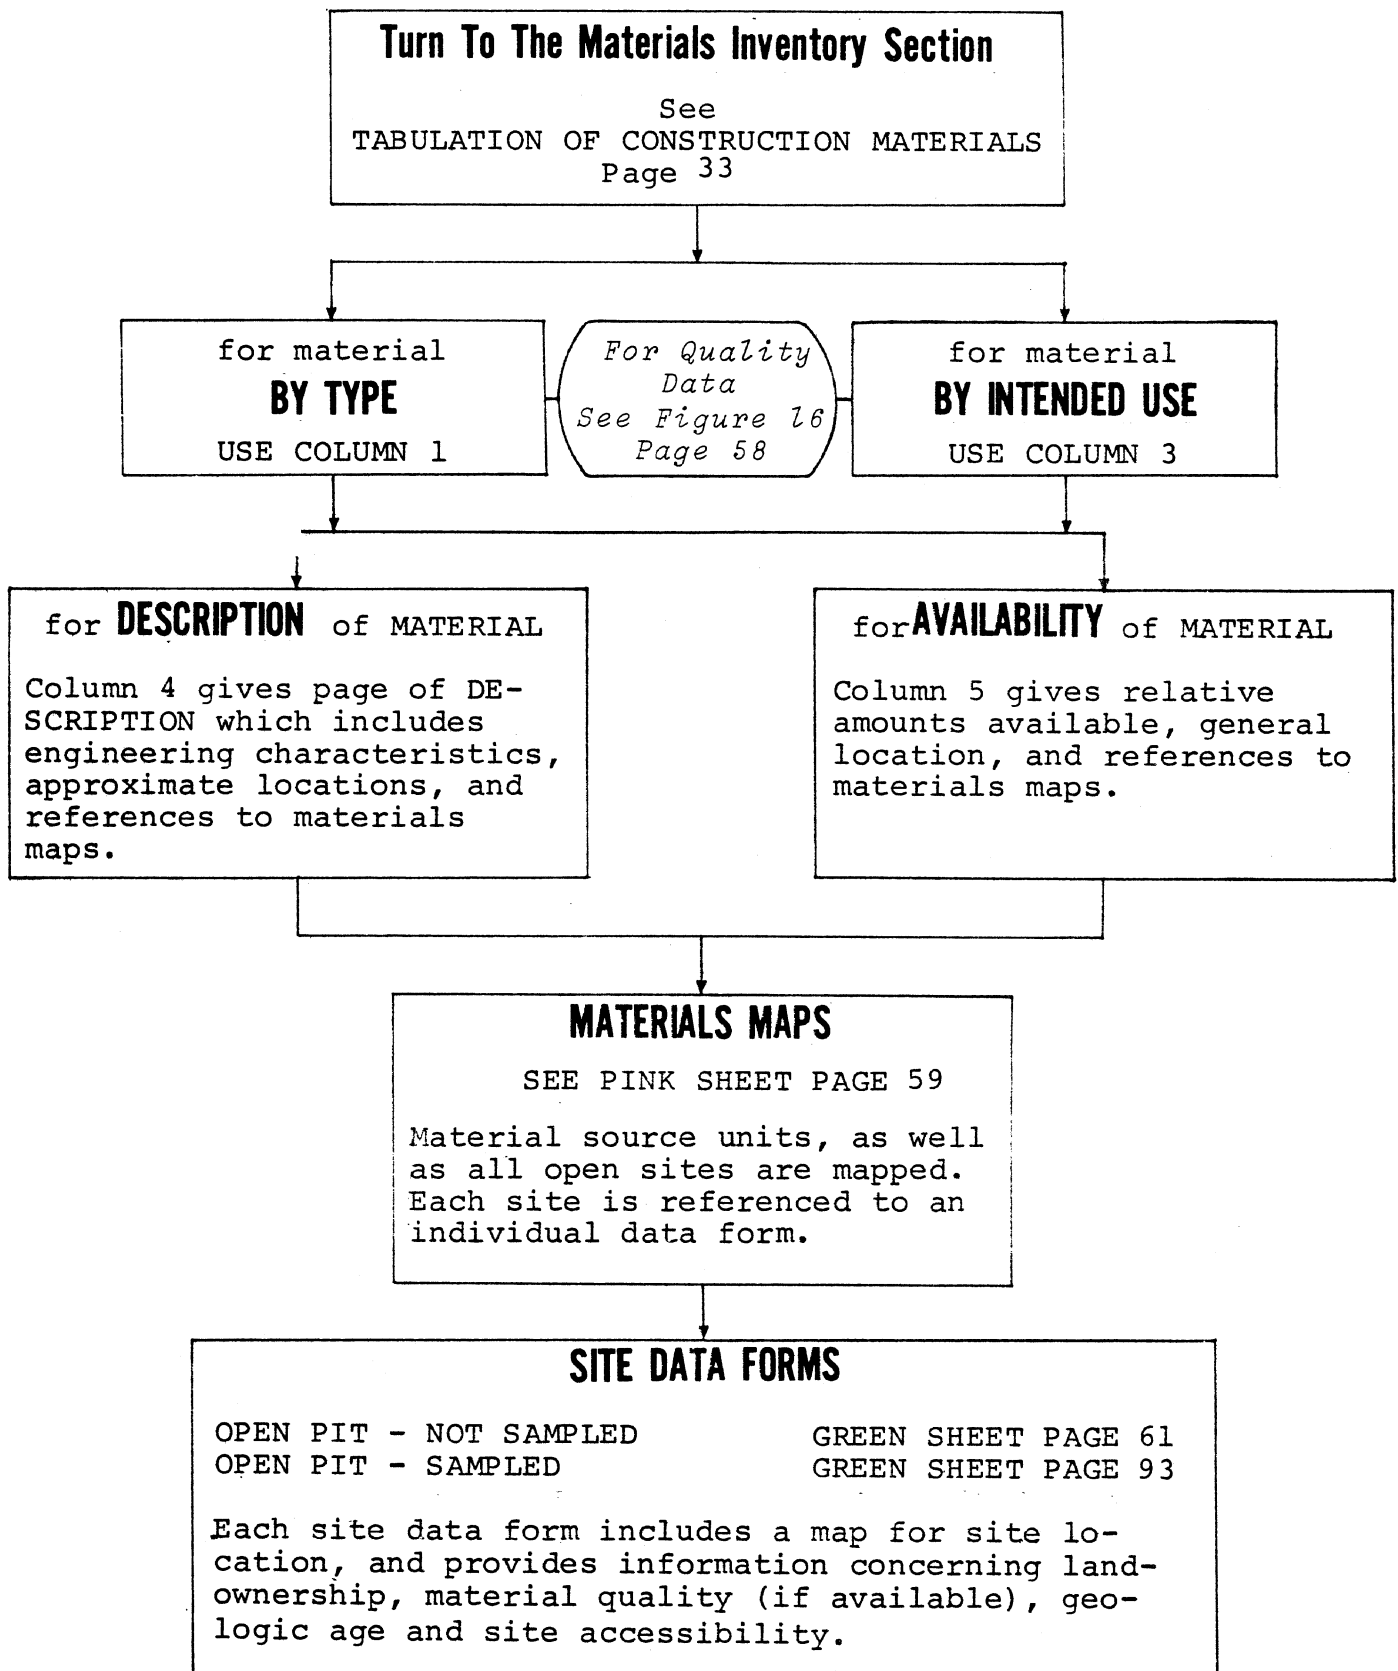 Turn To The Materials Inventory Section
See
TABULATION OF CONSTRUCTION MATERIALS
Page 33
for material
BY TYPE
USE COLUMN 1
For Quality
Data
See Figure 16
Page 58
for material
BY INTENDED USE
USE COLUMN 3
for DESCRIPTION of MATERIAL
Column 4 gives page of DE-
SCRIPTION which includes
engineering characteristics,
approximate locations, and
references to materials
maps.
for AVAILABILITY of MATERIAL
Column 5 gives relative
amounts available, general
location, and references to
materials maps.
MATERIALS MAPS
SEE PINK SHEET PAGE 59
Material source units, as well
as all open sites are mapped.
Each site is referenced to an
individual data form.
SITE DATA FORMS
OPEN PIT - NOT SAMPLED GREEN SHEET PAGE 61
OPEN PIT - SAMPLED GREEN SHEET PAGE 93
Each site data form includes a map for site lo-
cation, and provides information concerning land-
ownership, material quality (if available), geo-
logic age and site accessibility.